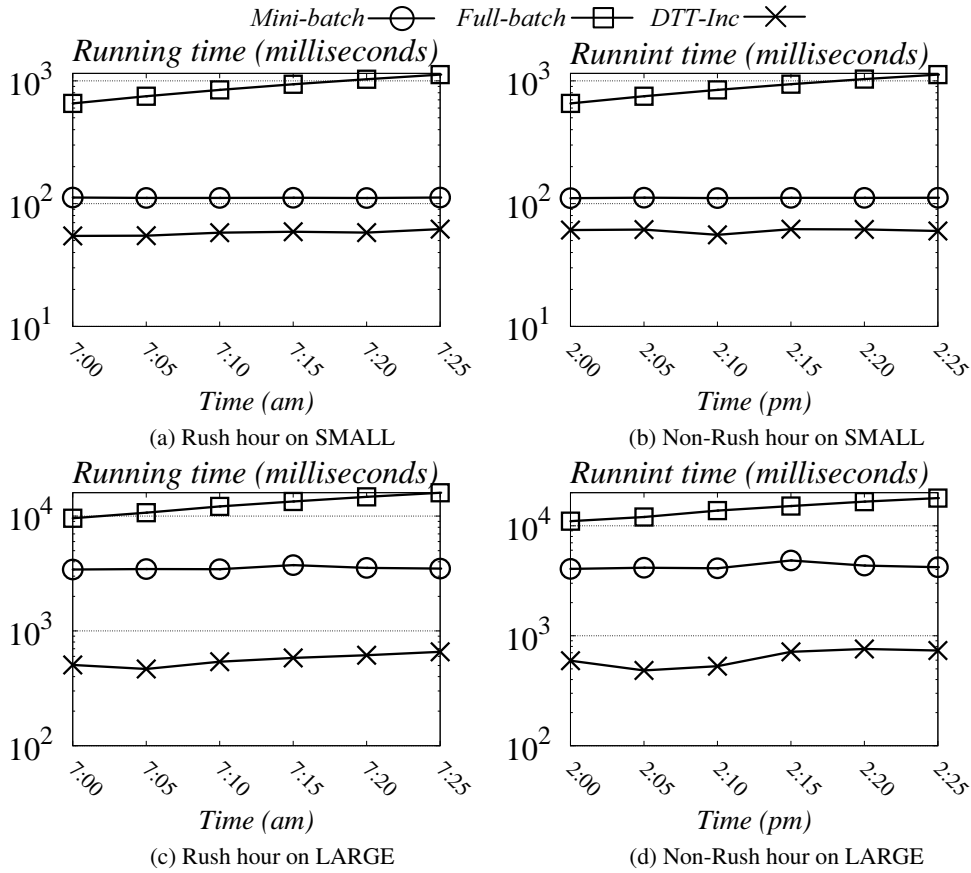 Mini-batch Full-batch DTT-Inc
Running time (milliseconds)
10^3
10^2
10^1
7:00 7:05 7:10 7:15 7:20 7:25
Time (am)
(a) Rush hour on SMALL
Runnint time (milliseconds)
10^3
10^2
10^1
2:00 2:05 2:10 2:15 2:20 2:25
Time (pm)
(b) Non-Rush hour on SMALL
Running time (milliseconds)
10^4
10^3
10^2
7:00 7:05 7:10 7:15 7:20 7:25
Time (am)
(c) Rush hour on LARGE
Runnint time (milliseconds)
10^4
10^3
10^2
2:00 2:05 2:10 2:15 2:20 2:25
Time (pm)
(d) Non-Rush hour on LARGE